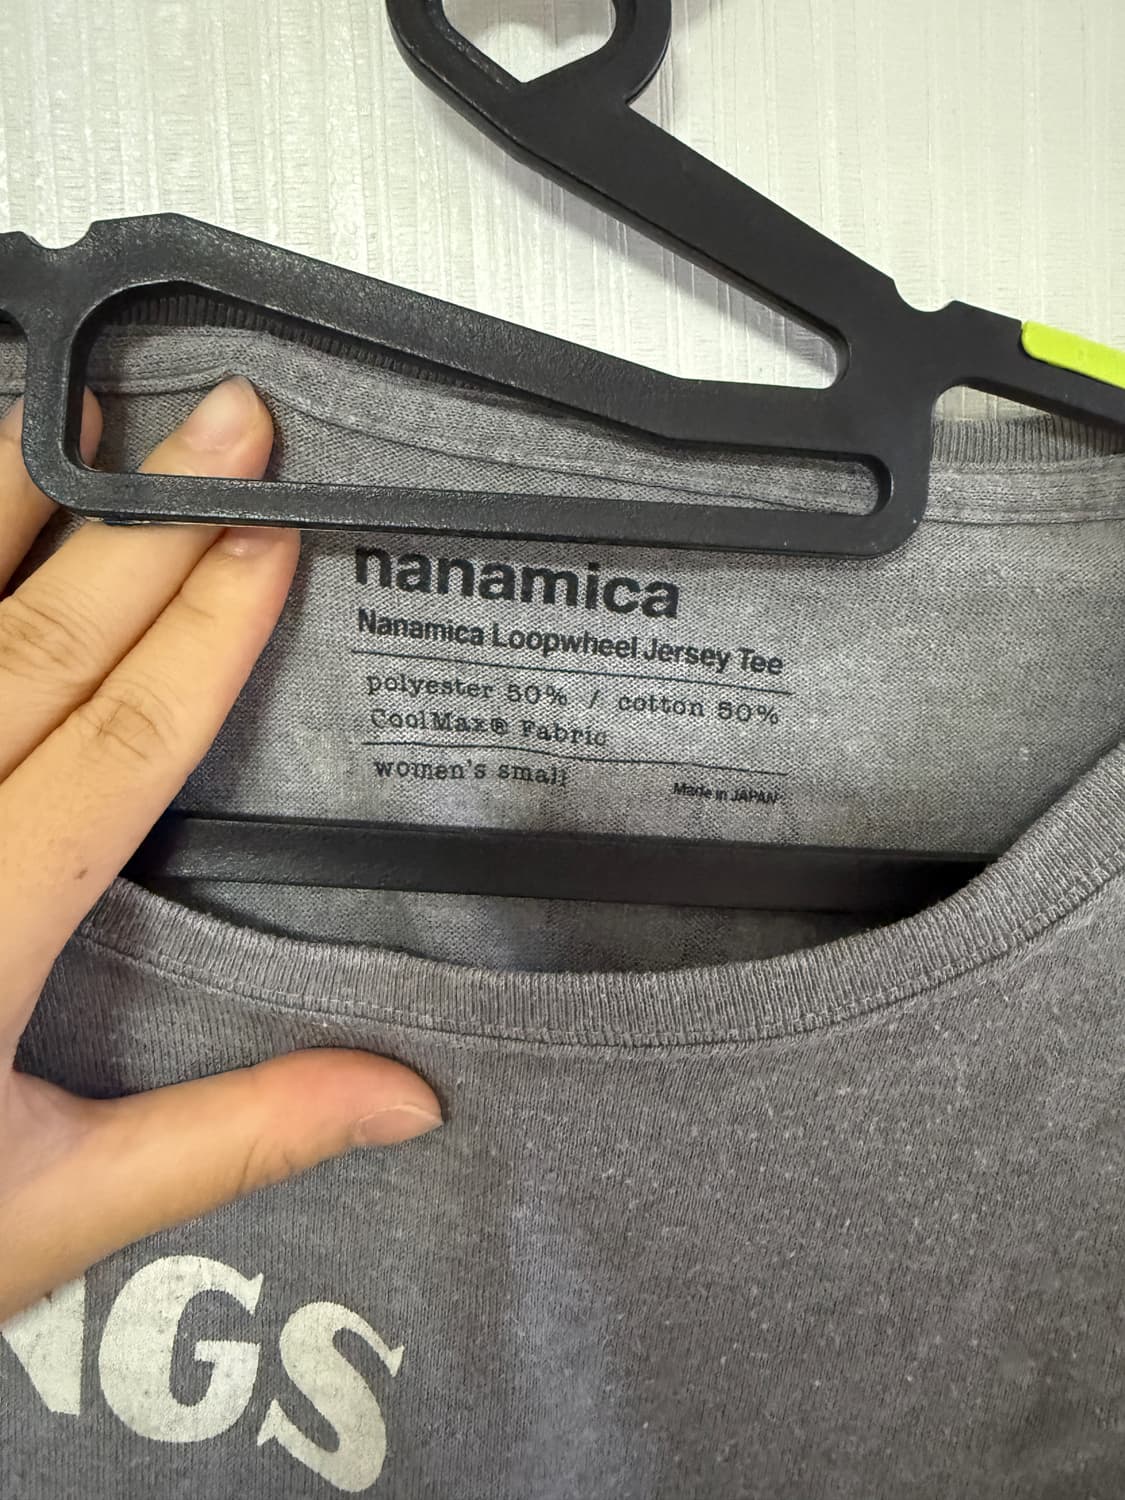 nanamica
Nanamica Loopwheel Jersey Tee
polyester 50% / cotton 50%
CoolMax® Fabric
women's small
Made in JAPAN
NGS